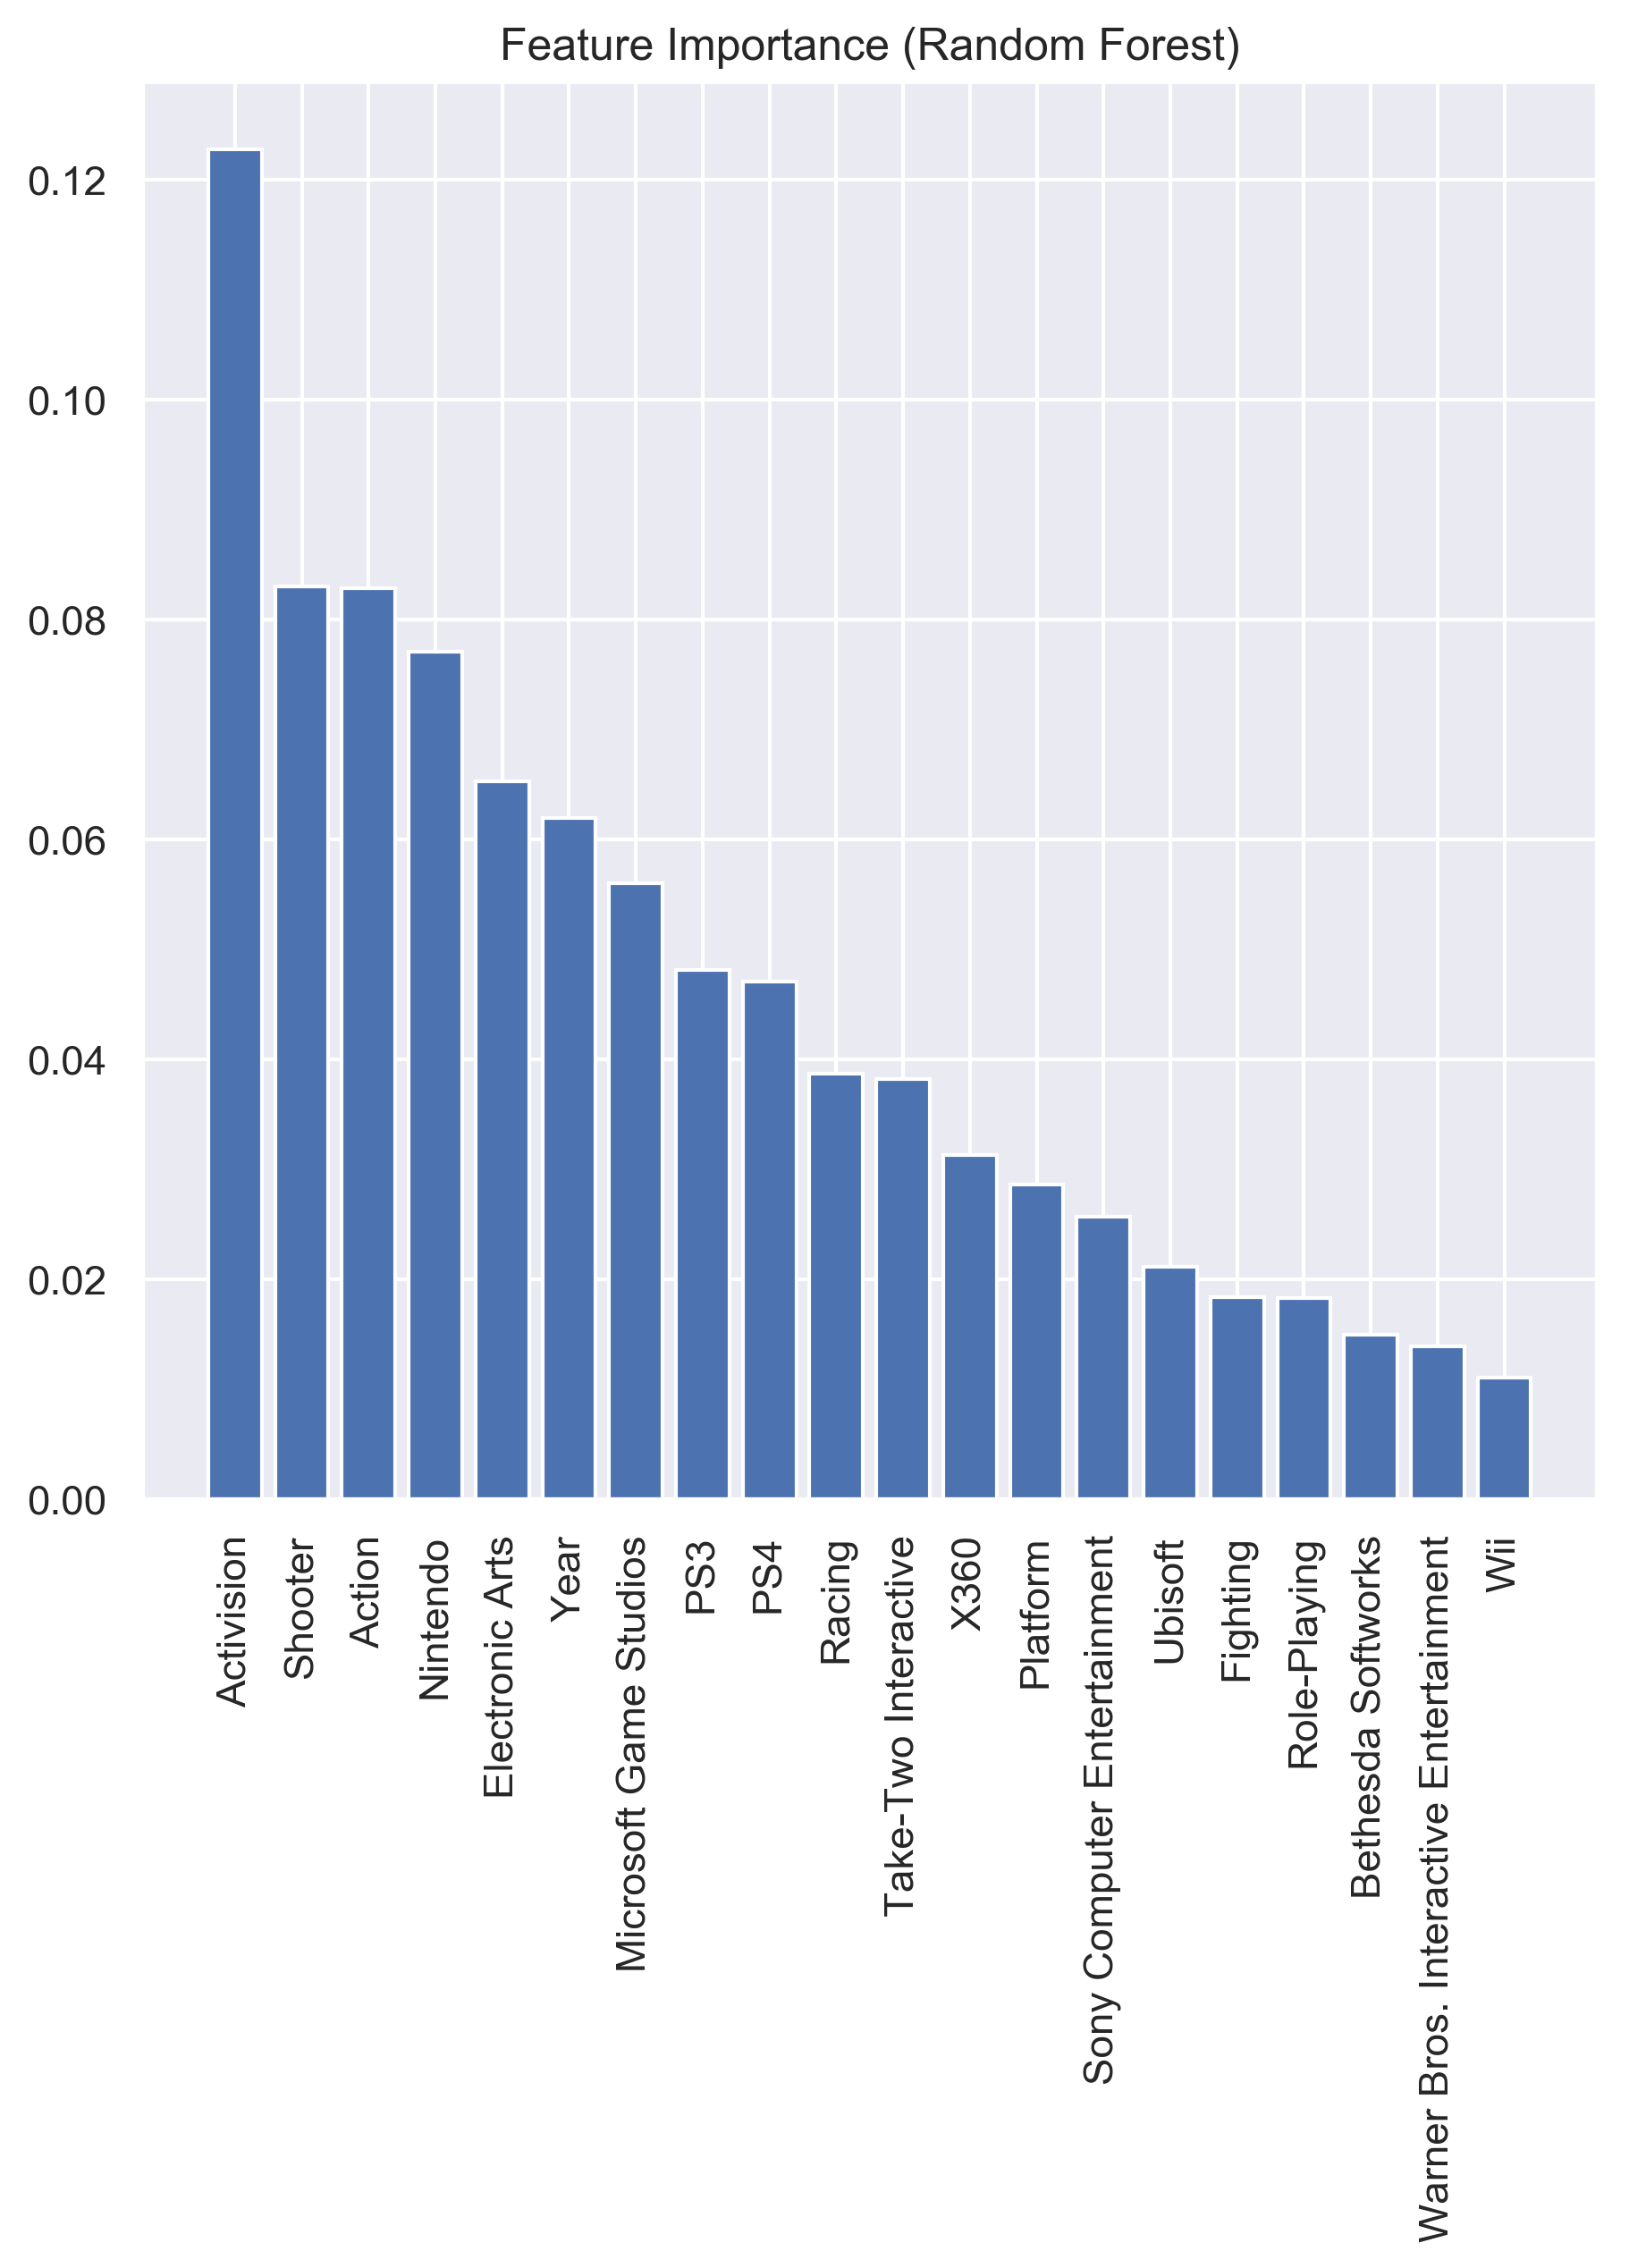 Feature Importance (Random Forest)
0.12
0.10
0.08
0.06
0.04
0.02
0.00
Activision
Shooter
Action
Nintendo
Electronic Arts
Year
Microsoft Game Studios
PS3
PS4
Racing
Take-Two Interactive
X360
Platform
Sony Computer Entertainment
Ubisoft
Fighting
Role-Playing
Bethesda Softworks
Warner Bros. Interactive Entertainment
Wii